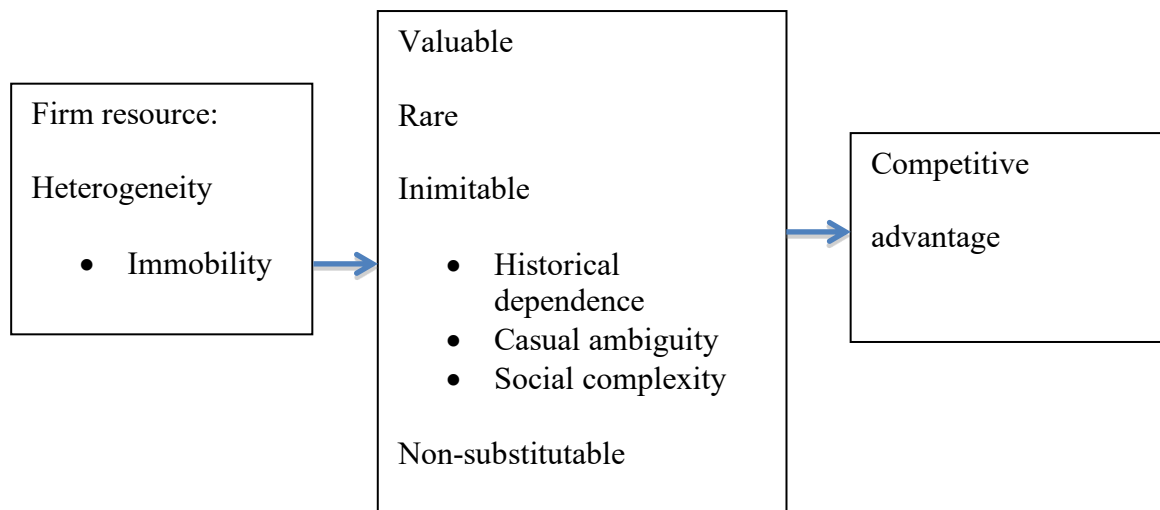 Firm resource:
Heterogeneity
• Immobility
Valuable
Rare
Inimitable
• Historical
dependence
• Casual ambiguity
• Social complexity
Non-substitutable
Competitive
advantage